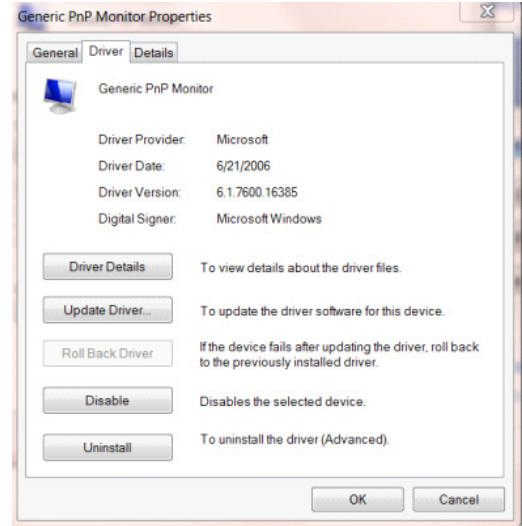 Generic PnP Monitor Properties
General Driver Details
Generic PnP Monitor
Driver Provider: Microsoft
Driver Date: 6/21/2006
Driver Version: 6.1.7600.16385
Digital Signer: Microsoft Windows
Driver Details To view details about the driver files.
Update Driver... To update the driver software for this device.
Roll Back Driver If the device fails after updating the driver, roll back
to the previously installed driver.
Disable Disables the selected device.
Uninstall To uninstall the driver (Advanced).
OK Cancel